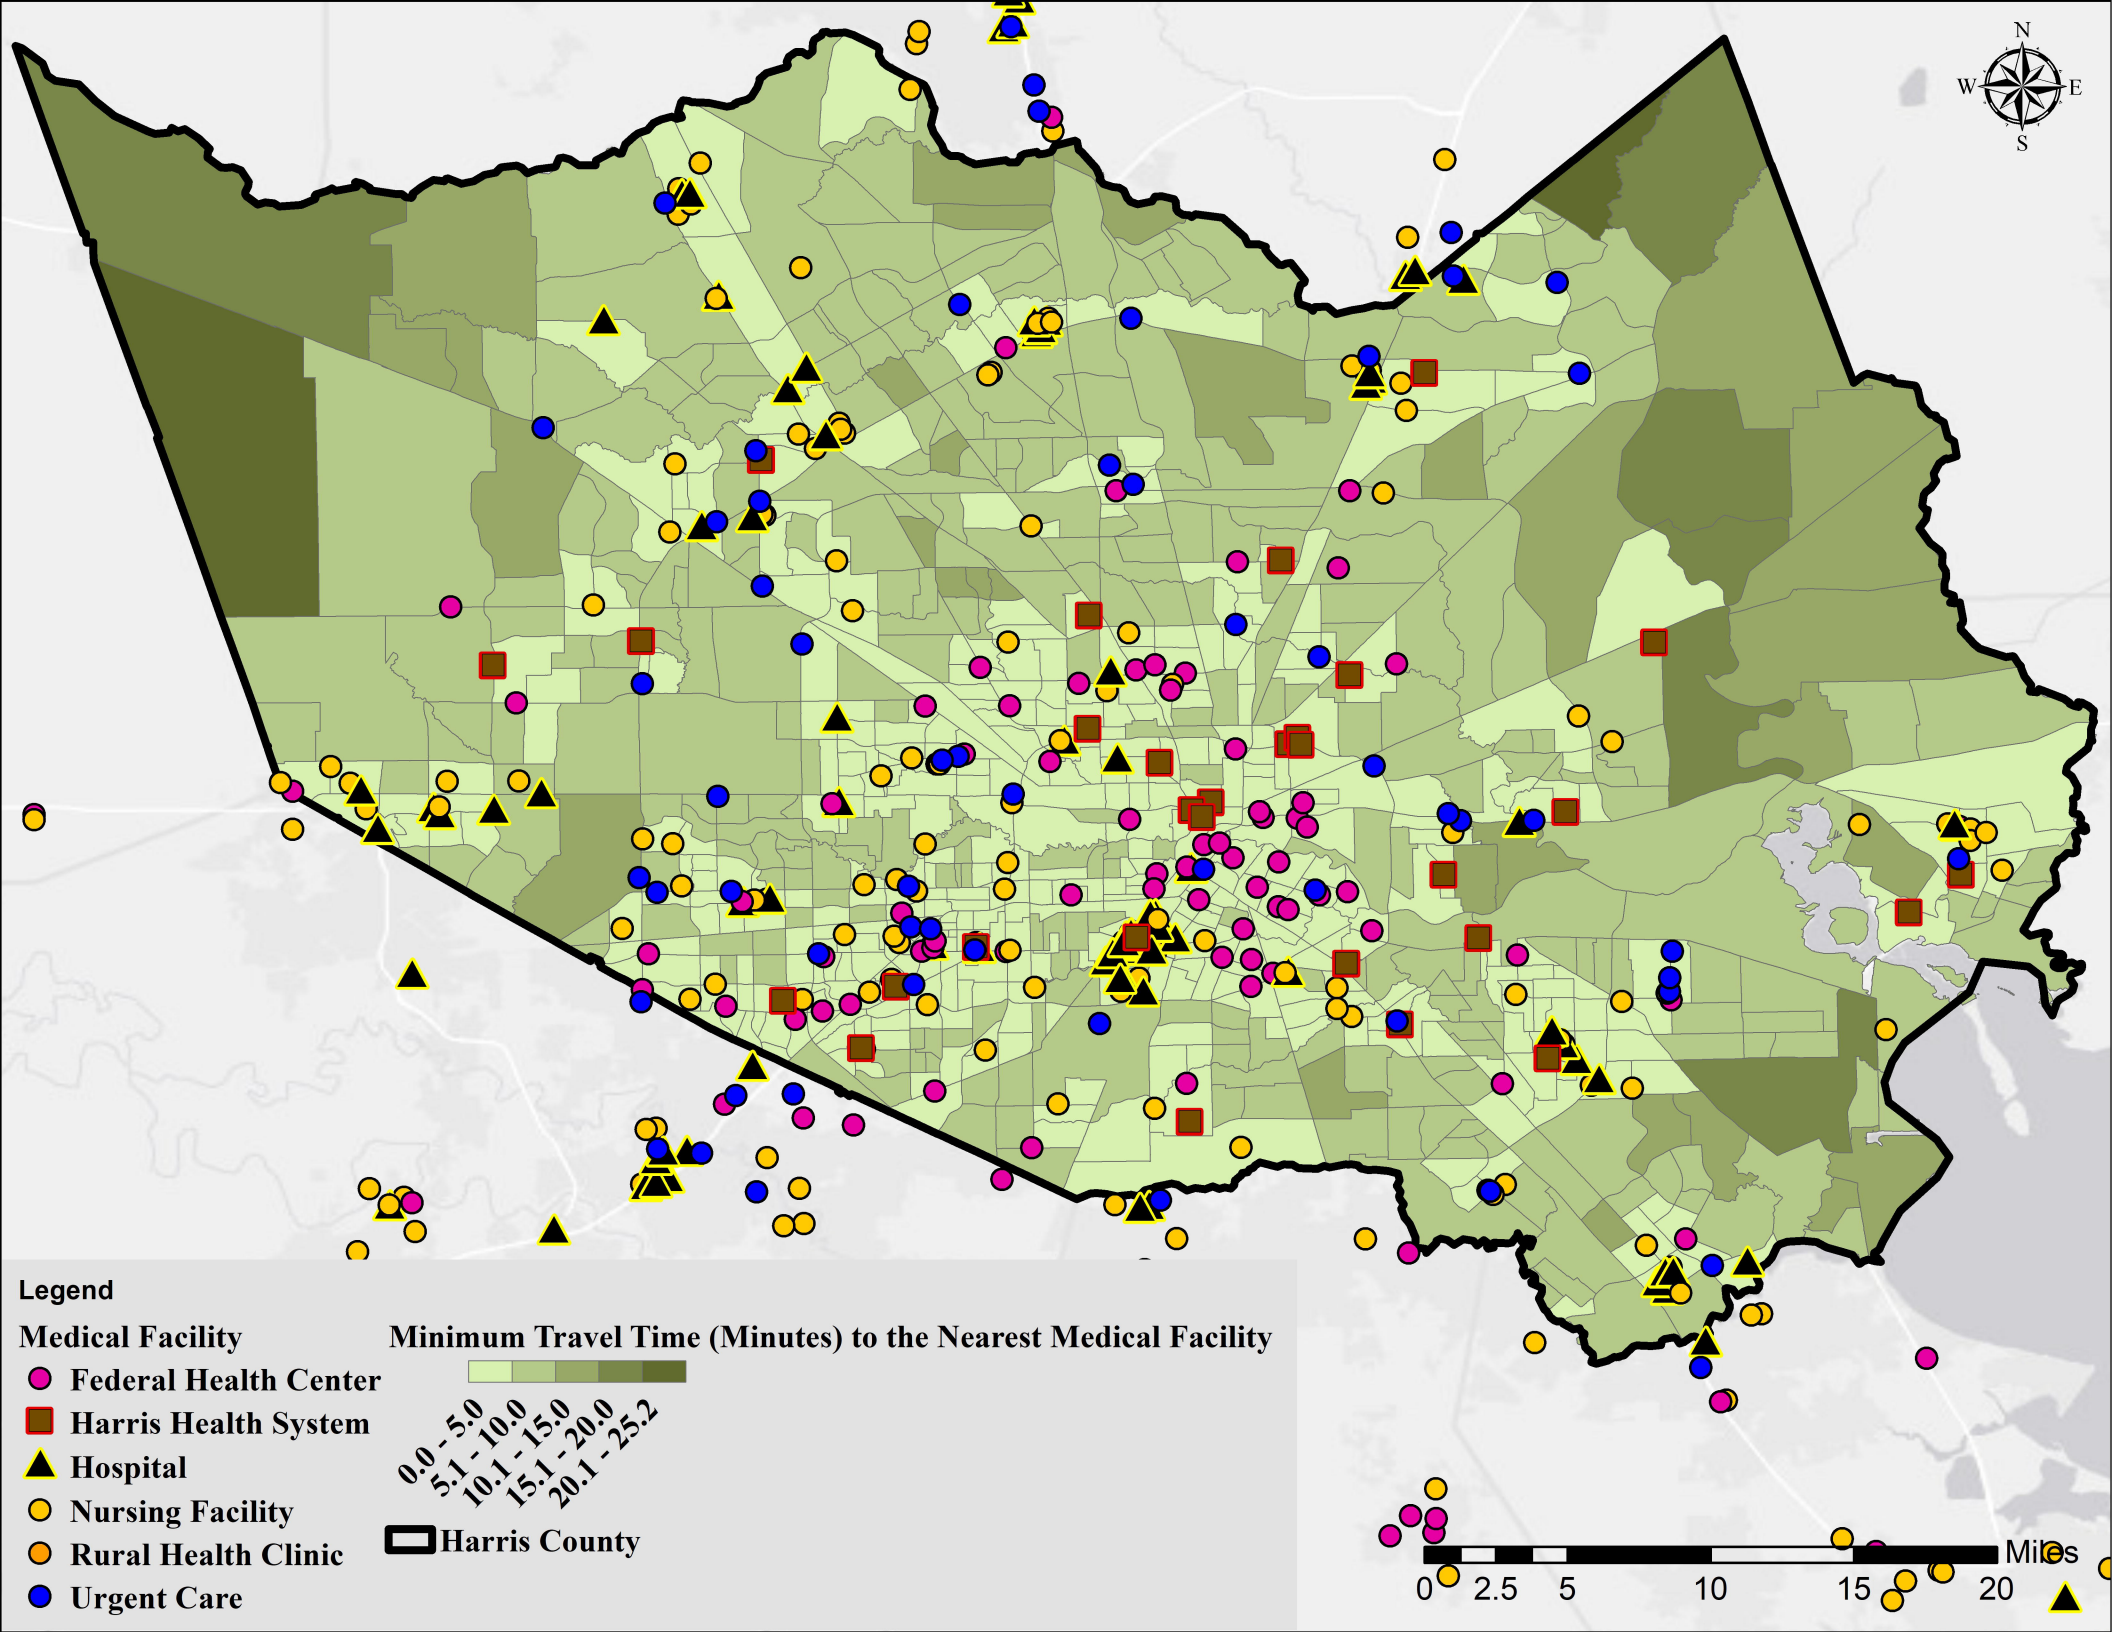 N
W E
S
Legend
Medical Facility
Federal Health Center
Harris Health System
Hospital
Nursing Facility
Rural Health Clinic
Urgent Care
Minimum Travel Time (Minutes) to the Nearest Medical Facility
0.0 - 5.0
5.1 - 10.0
10.1 - 15.0
15.1 - 20.0
20.1 - 25.2
Harris County
Miles
0 2.5 5 10 15 20